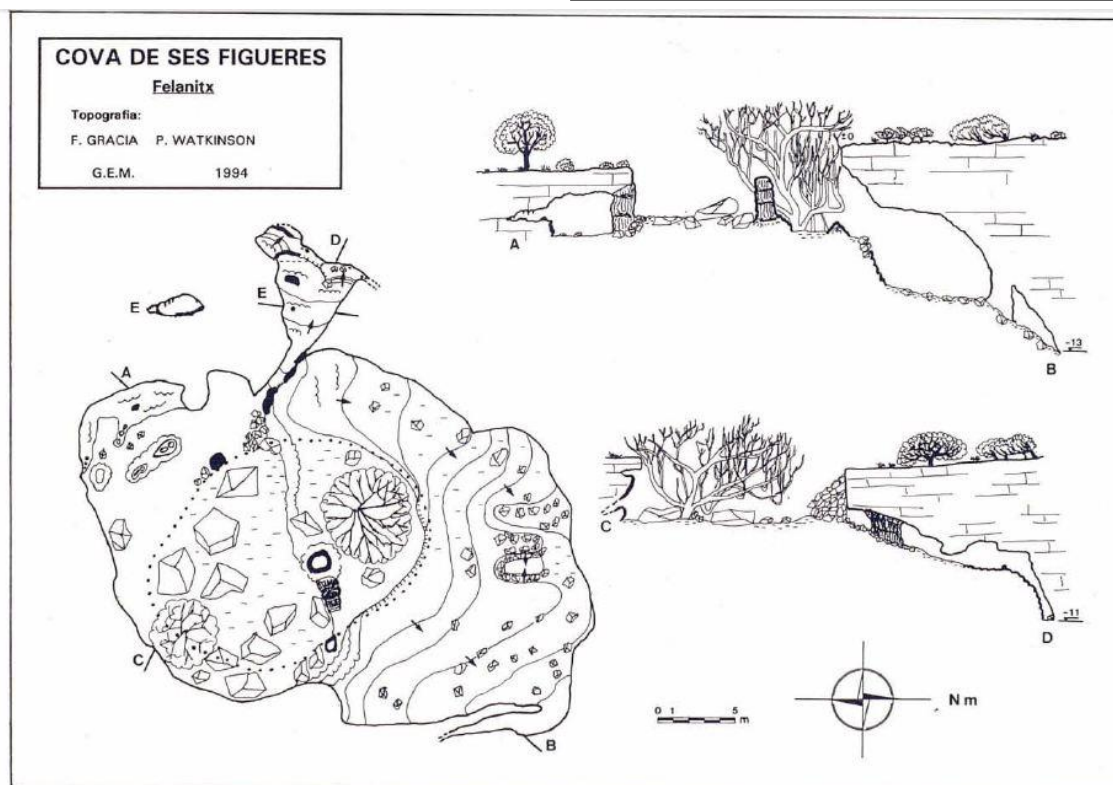 COVA DE SES FIGUERES
Felanitx
Topografia:
F. GRACIA P. WATKINSON
G.E.M. 1994
±0
A
-13
B
D
E
E
A
C
B
C
-11
D
0 1 5
m
N m